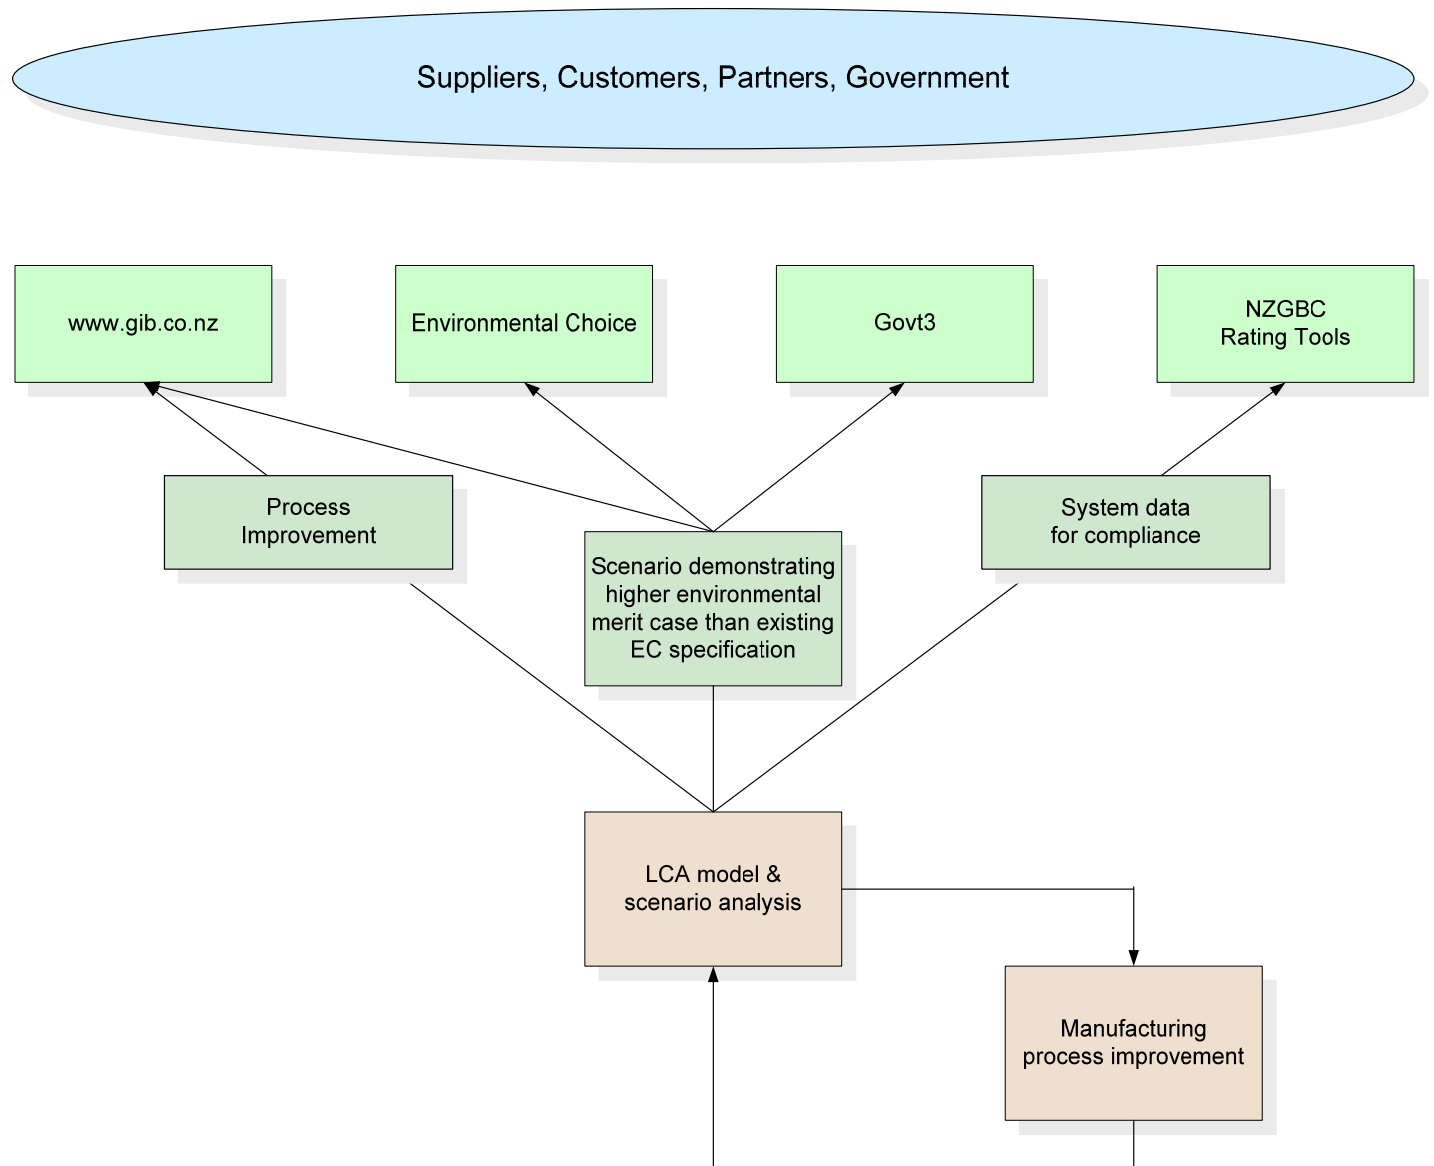 Suppliers, Customers, Partners, Government
www.gib.co.nz
Environmental Choice
Govt3
NZGBC
Rating Tools
Process
Improvement
System data
for compliance
Scenario demonstrating
higher environmental
merit case than existing
EC specification
LCA model &
scenario analysis
Manufacturing
process improvement